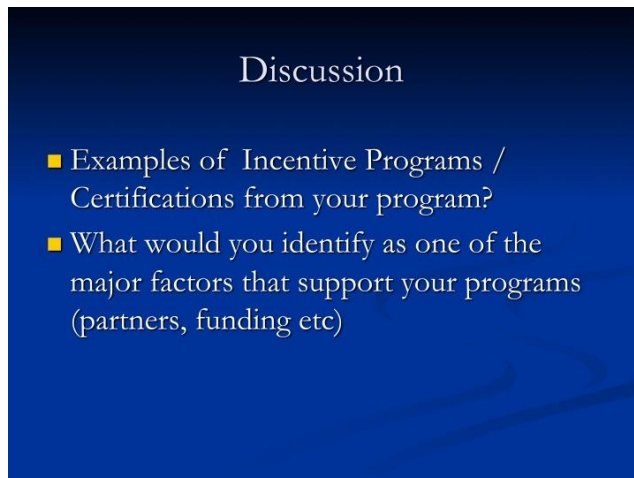 Discussion
Examples of  Incentive Programs /
Certifications from your program?
What would you identify as one of the
major factors that support your programs
(partners, funding etc)